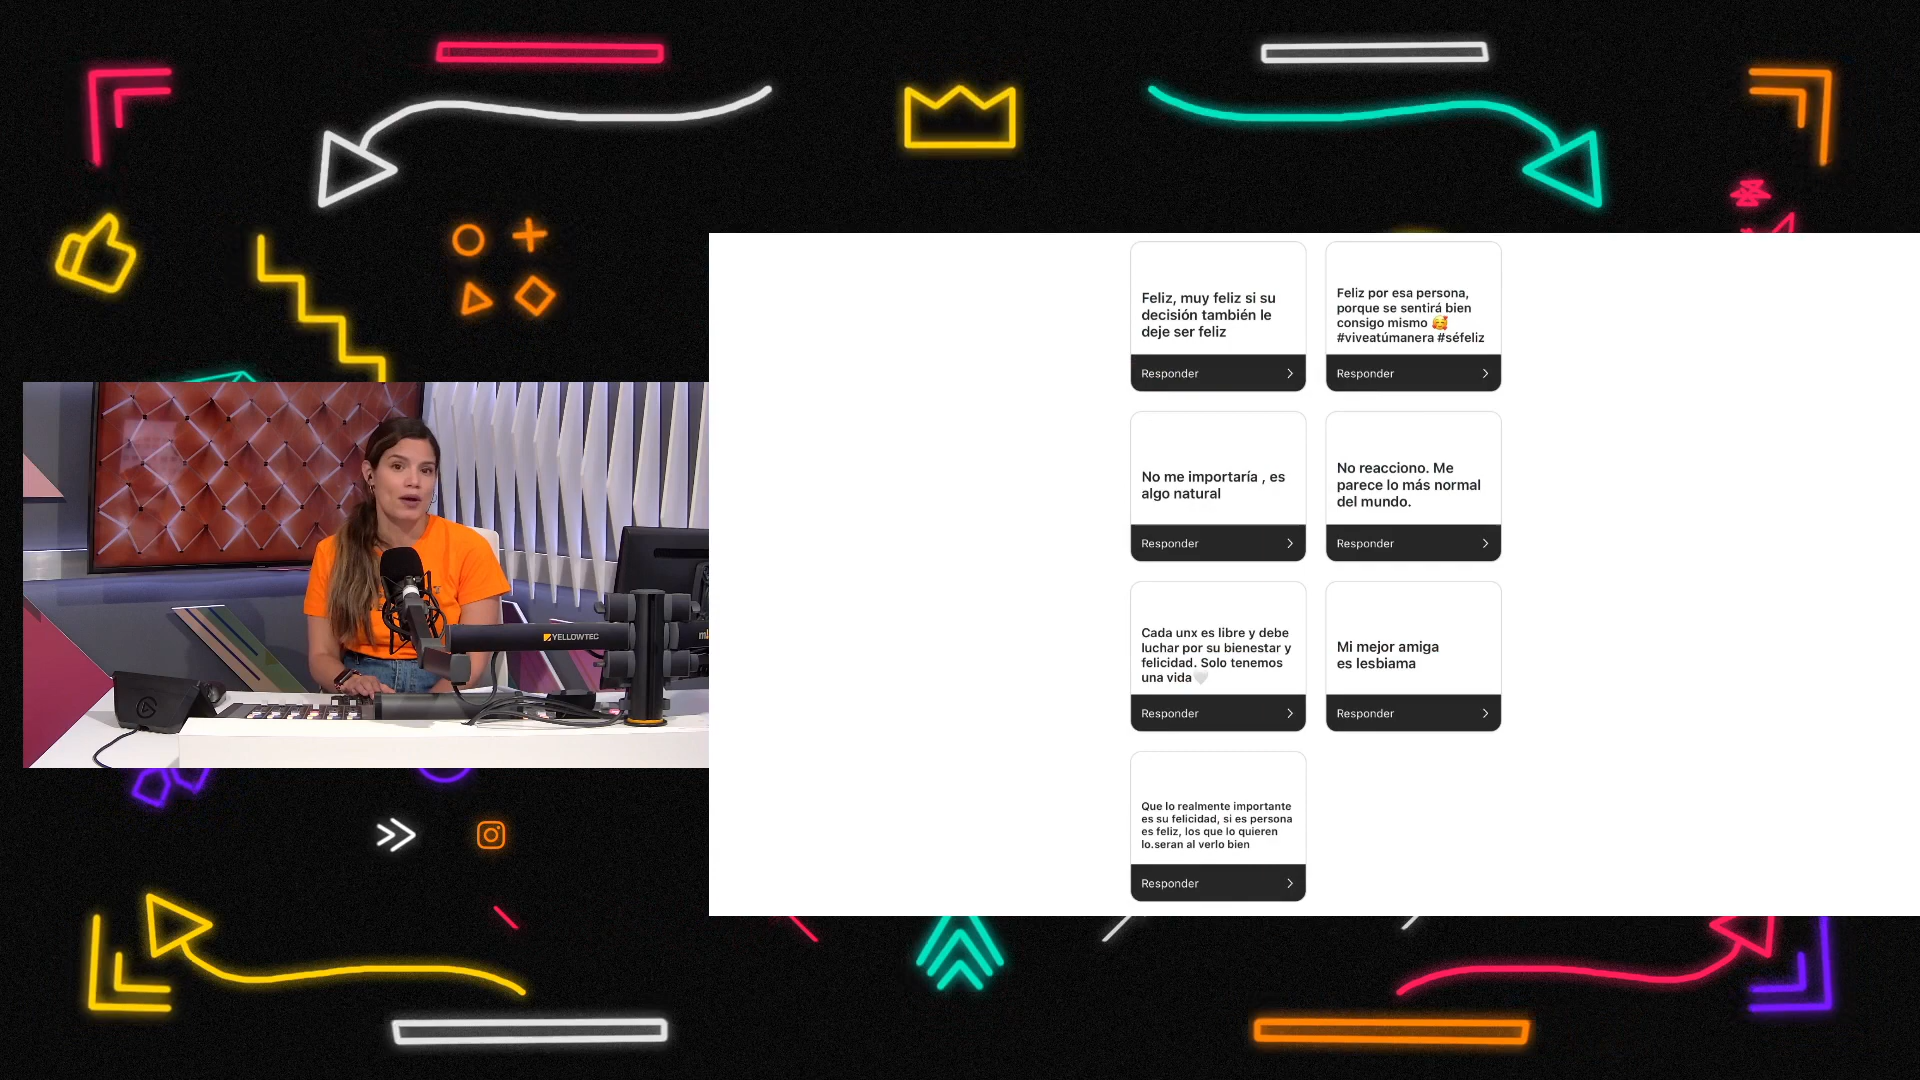 Feliz, muy feliz si su
decisión también le
deje ser feliz
Responder
Feliz por esa persona,
porque se sentirá bien
consigo mismo 🥰
#viveatúmanera #séfeliz
Responder
No me importaría , es
algo natural
Responder
No reacciono. Me
parece lo más normal
del mundo.
Responder
Cada unx es libre y debe
luchar por su bienestar y
felicidad. Solo tenemos
una vida🤍
Responder
Mi mejor amiga
es lesbiama
Responder
Que lo realmente importante
es su felicidad, si es persona
es feliz, los que lo quieren
lo.seran al verlo bien
Responder
YELLOWTEC